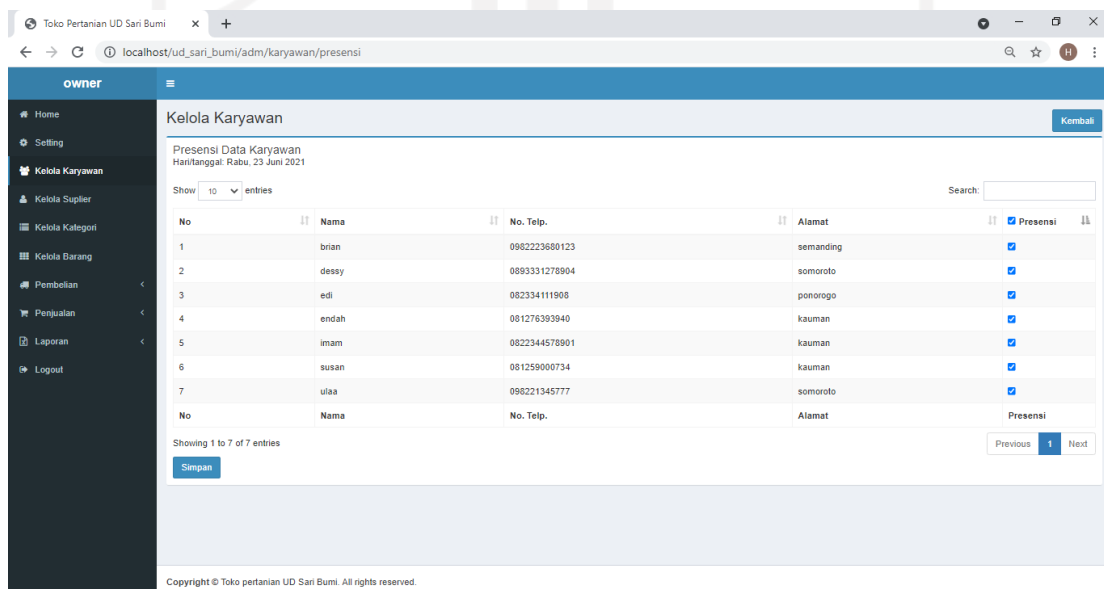 Toko Pertanian UD Sari Bumi
localhost/ud_sari_bumi/adm/karyawan/presensi
H
owner
Home
Setting
Kelola Karyawan
Kelola Suplier
Kelola Kategori
Kelola Barang
Pembelian
Penjualan
Laporan
Logout
Kelola Karyawan
Kembali
Presensi Data Karyawan
Hari/tanggal: Rabu, 23 Juni 2021
Show 10 entries Search:
No Nama No. Telp. Alamat Presensi
1 brian 0982223680123 semanding
2 dessy 0893331278904 somoroto
3 edi 082334111908 ponorogo
4 endah 081276393940 kauman
5 imam 0822344578901 kauman
6 susan 081259000734 kauman
7 ulaa 098221345777 somoroto
No Nama No. Telp. Alamat Presensi
Showing 1 to 7 of 7 entries Previous 1 Next
Simpan
Copyright © Toko pertanian UD Sari Bumi. All rights reserved.